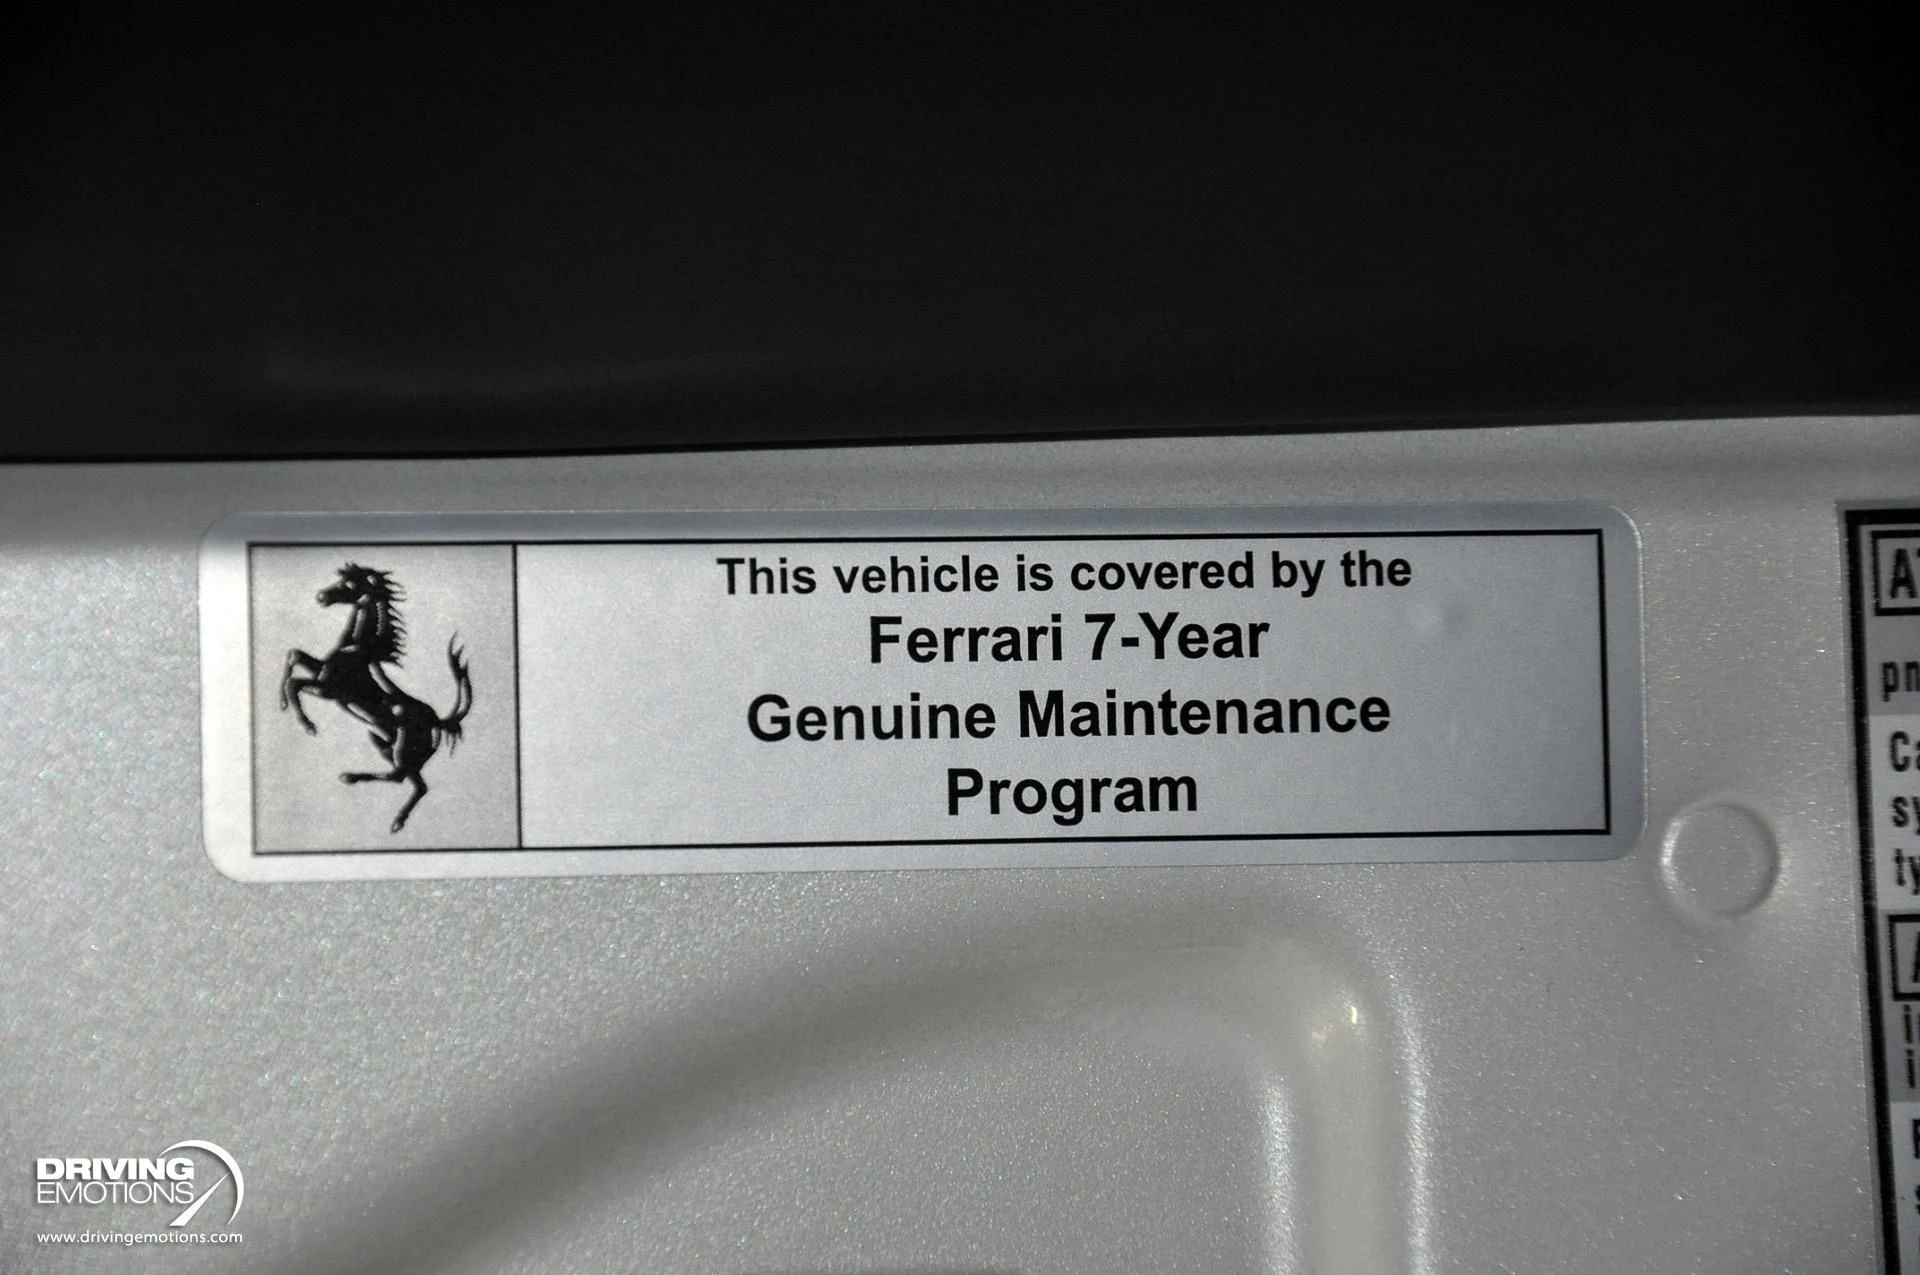 This vehicle is covered by the
Ferrari 7-Year
Genuine Maintenance
Program
DRIVING
EMOTIONS
www.drivingemotions.com